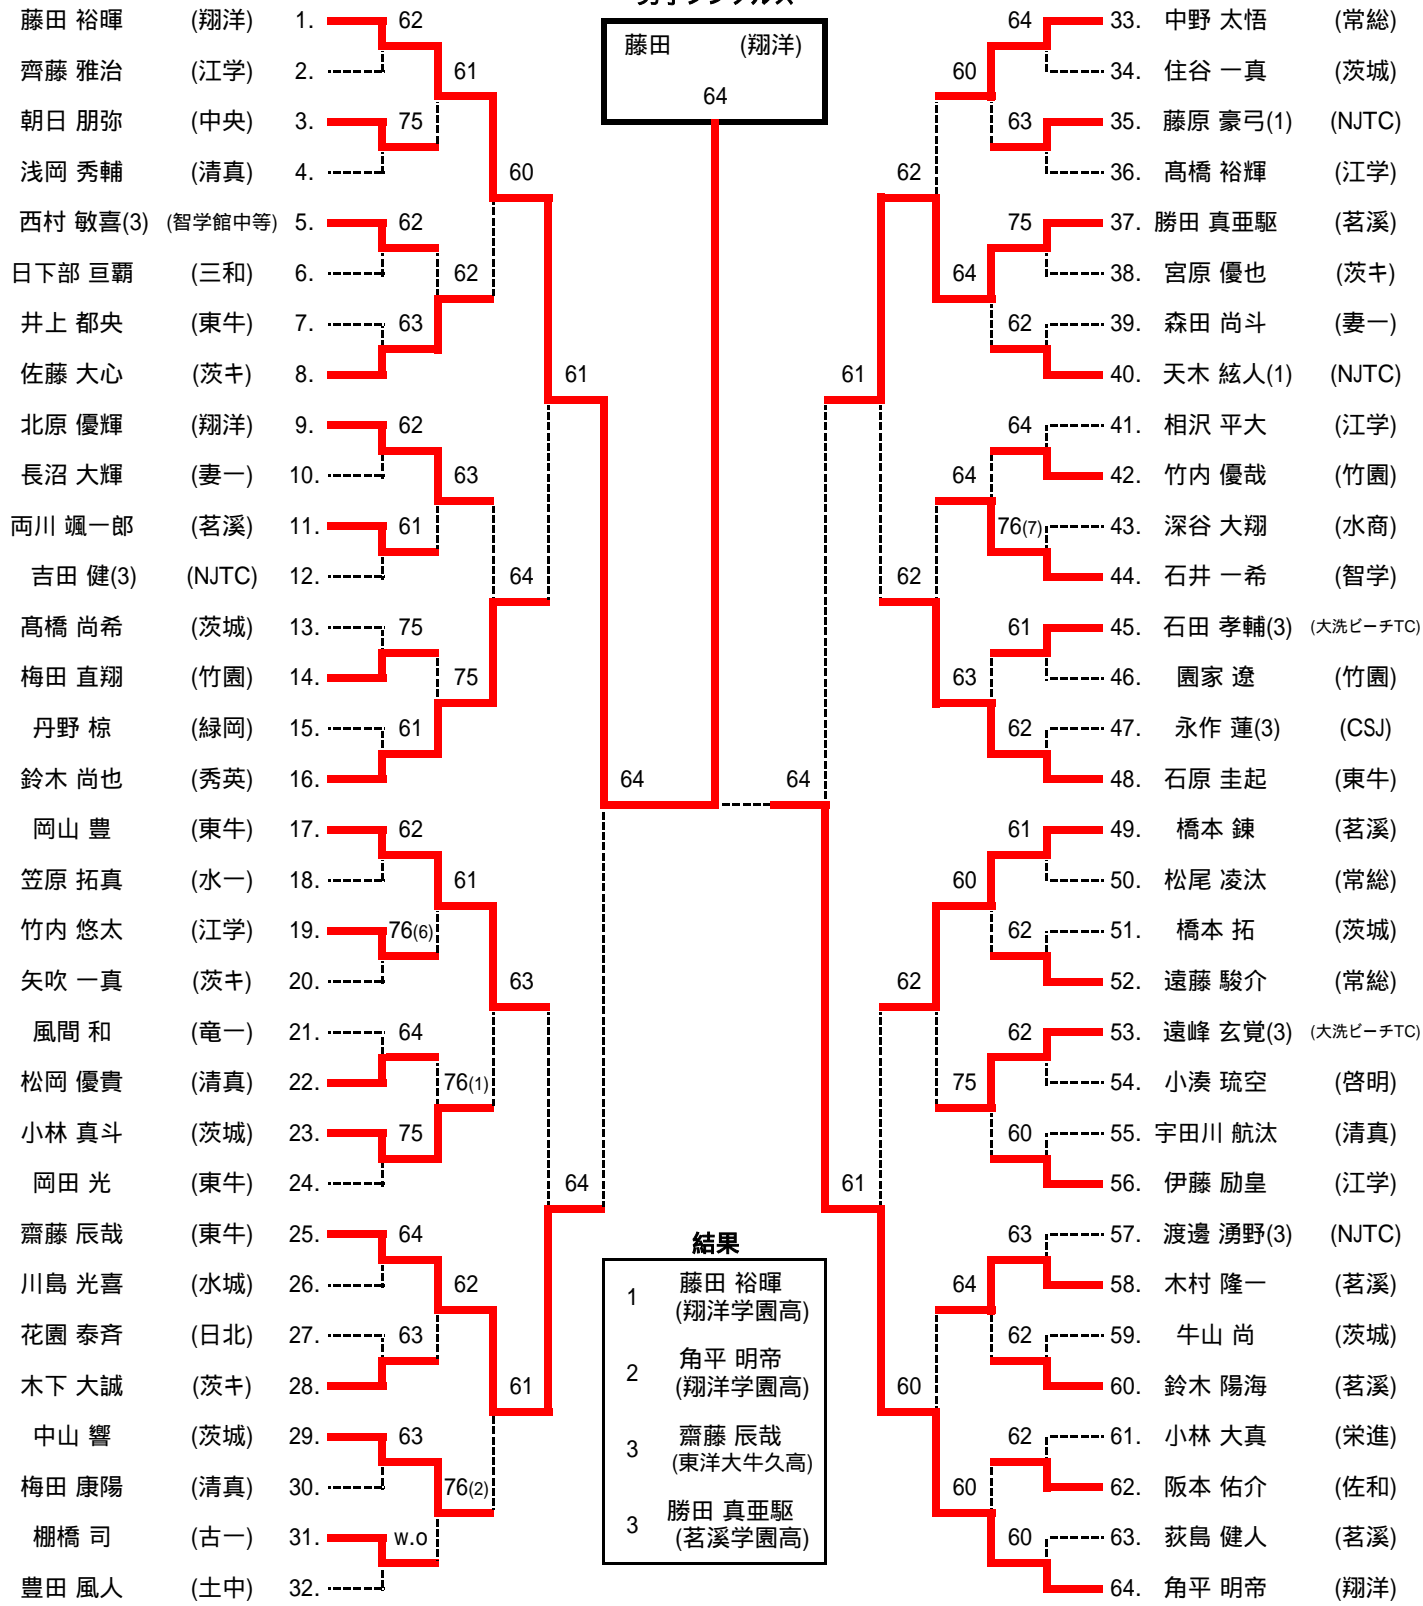 藤田 (翔洋)
64
藤田 裕暉 (翔洋) 1.
齊藤 雅治 (江学) 2.
朝日 朋弥 (中央) 3.
浅岡 秀輔 (清真) 4.
西村 敏喜(3) (智学館中等) 5.
日下部 亘覇 (三和) 6.
井上 都央 (東牛) 7.
佐藤 大心 (茨キ) 8.
北原 優輝 (翔洋) 9.
長沼 大輝 (妻一) 10.
両川 颯一郎 (茗溪) 11.
吉田 健(3) (NJTC) 12.
髙橋 尚希 (茨城) 13.
梅田 直翔 (竹園) 14.
丹野 椋 (緑岡) 15.
鈴木 尚也 (秀英) 16.
岡山 豊 (東牛) 17.
笠原 拓真 (水一) 18.
竹内 悠太 (江学) 19.
矢吹 一真 (茨キ) 20.
風間 和 (竜一) 21.
松岡 優貴 (清真) 22.
小林 真斗 (茨城) 23.
岡田 光 (東牛) 24.
齋藤 辰哉 (東牛) 25.
川島 光喜 (水城) 26.
花園 泰斉 (日北) 27.
木下 大誠 (茨キ) 28.
中山 響 (茨城) 29.
梅田 康陽 (清真) 30.
棚橋 司 (古一) 31.
豊田 風人 (土中) 32.
62
75
62
63
62
61
75
61
62
76(6)
64
75
64
63
63
w.o
61
62
63
75
61
76(1)
62
76(2)
60
64
63
61
61
64
64
64
61
61
62
62
62
60
60
64
64
63
60
75
64
60
64
63
75
62
64
76(7)
61
62
61
62
62
60
63
62
62
60
33. 中野 太悟 (常総)
34. 住谷 一真 (茨城)
35. 藤原 豪弓(1) (NJTC)
36. 髙橋 裕輝 (江学)
37. 勝田 真亜駆 (茗溪)
38. 宮原 優也 (茨キ)
39. 森田 尚斗 (妻一)
40. 天木 絃人(1) (NJTC)
41. 相沢 平大 (江学)
42. 竹内 優哉 (竹園)
43. 深谷 大翔 (水商)
44. 石井 一希 (智学)
45. 石田 孝輔(3) (大洗ビーチTC)
46. 園家 遼 (竹園)
47. 永作 蓮(3) (CSJ)
48. 石原 圭起 (東牛)
49. 橋本 錬 (茗溪)
50. 松尾 凌汰 (常総)
51. 橋本 拓 (茨城)
52. 遠藤 駿介 (常総)
53. 遠峰 玄覚(3) (大洗ビーチTC)
54. 小湊 琉空 (啓明)
55. 宇田川 航汰 (清真)
56. 伊藤 励皇 (江学)
57. 渡邊 湧野(3) (NJTC)
58. 木村 隆一 (茗溪)
59. 牛山 尚 (茨城)
60. 鈴木 陽海 (茗溪)
61. 小林 大真 (栄進)
62. 阪本 佑介 (佐和)
63. 荻島 健人 (茗溪)
64. 角平 明帝 (翔洋)
結果
1 藤田 裕暉
(翔洋学園高)
2 角平 明帝
(翔洋学園高)
3 齋藤 辰哉
(東洋大牛久高)
3 勝田 真亜駆
(茗溪学園高)